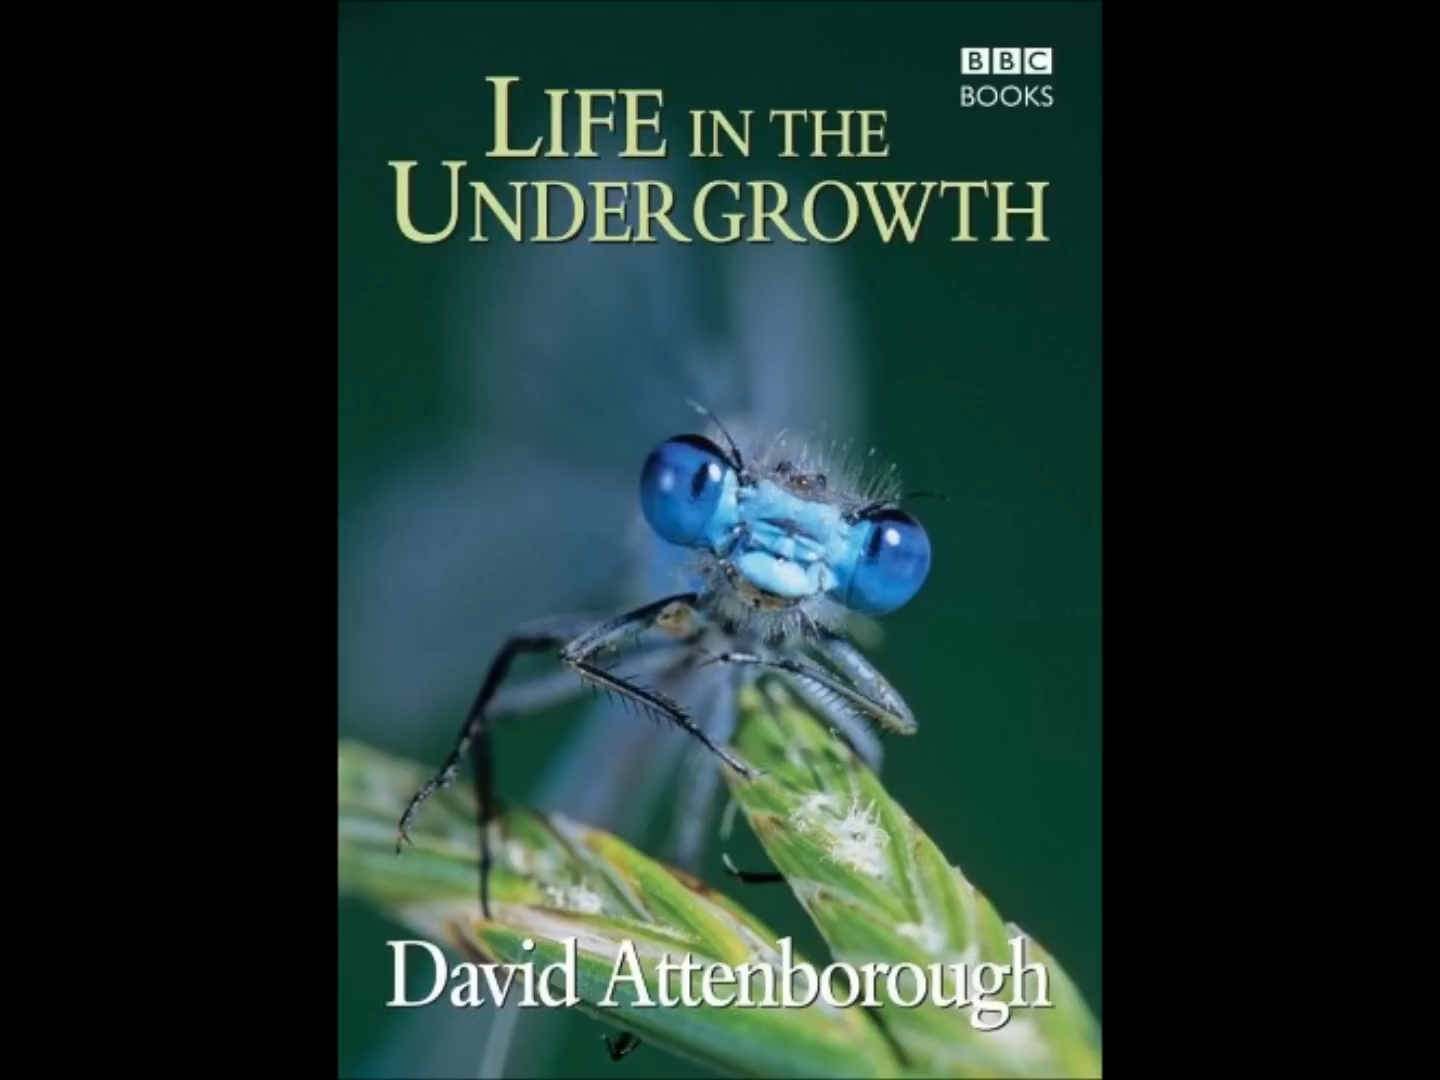 BBC
BOOKS
LIFE IN THE
UNDERGROWTH
David Attenborough